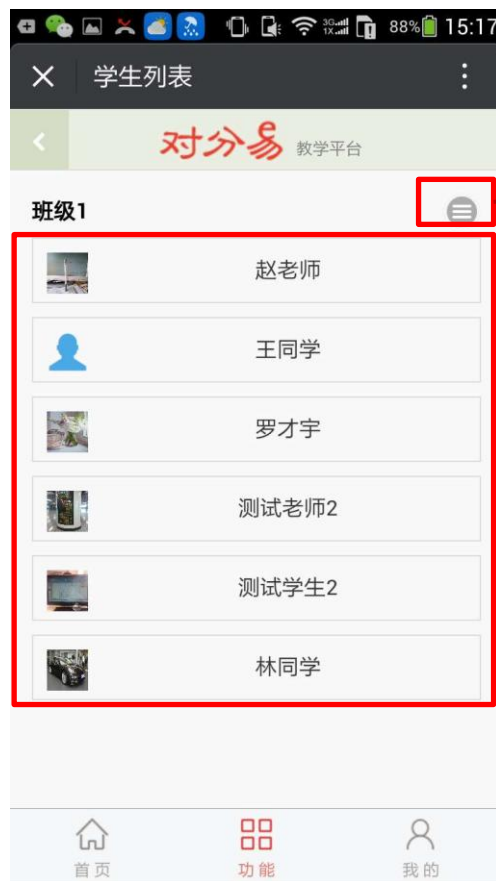 3G 1X 88% 15:17
学生列表
对分易 教学平台
班级1
赵老师
王同学
罗才宇
测试老师2
测试学生2
林同学
首页 功能 我的